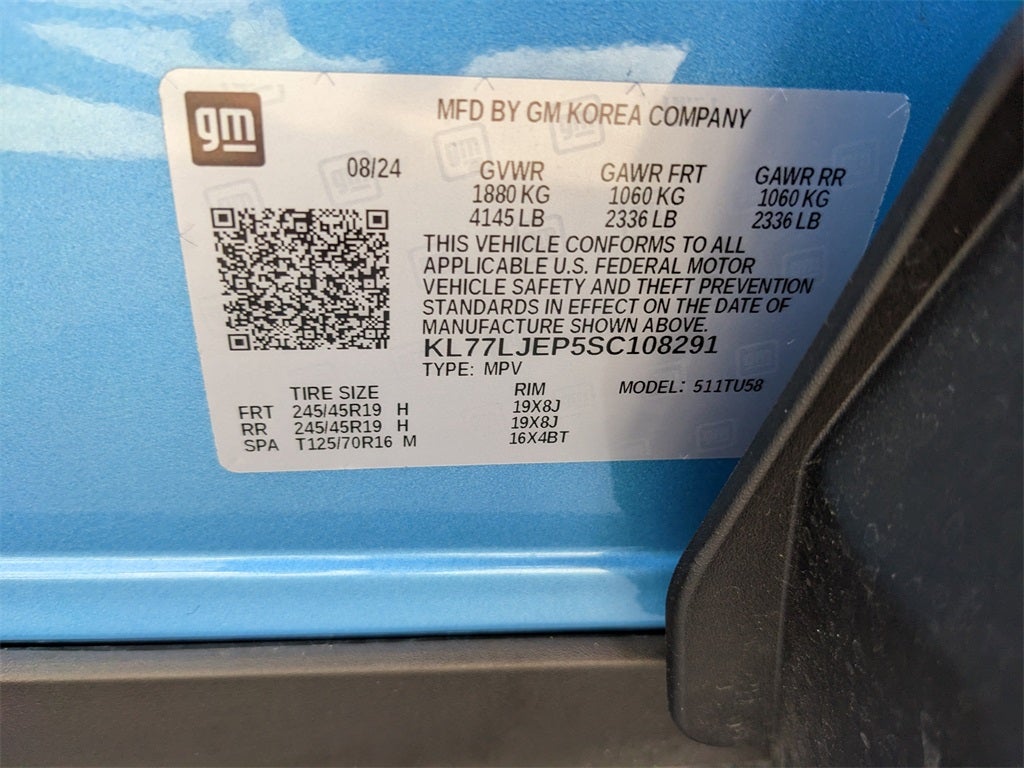 gm
MFD BY GM KOREA COMPANY
08/24
GVWR GAWR FRT GAWR RR
1880 KG 1060 KG 1060 KG
4145 LB 2336 LB 2336 LB
THIS VEHICLE CONFORMS TO ALL
APPLICABLE U.S. FEDERAL MOTOR
VEHICLE SAFETY AND THEFT PREVENTION
STANDARDS IN EFFECT ON THE DATE OF
MANUFACTURE SHOWN ABOVE.
KL77LJEP5SC108291
TYPE: MPV
TIRE SIZE RIM MODEL: 511TU58
FRT 245/45R19 H 19X8J
RR 245/45R19 H 19X8J
SPA T125/70R16 M 16X4BT